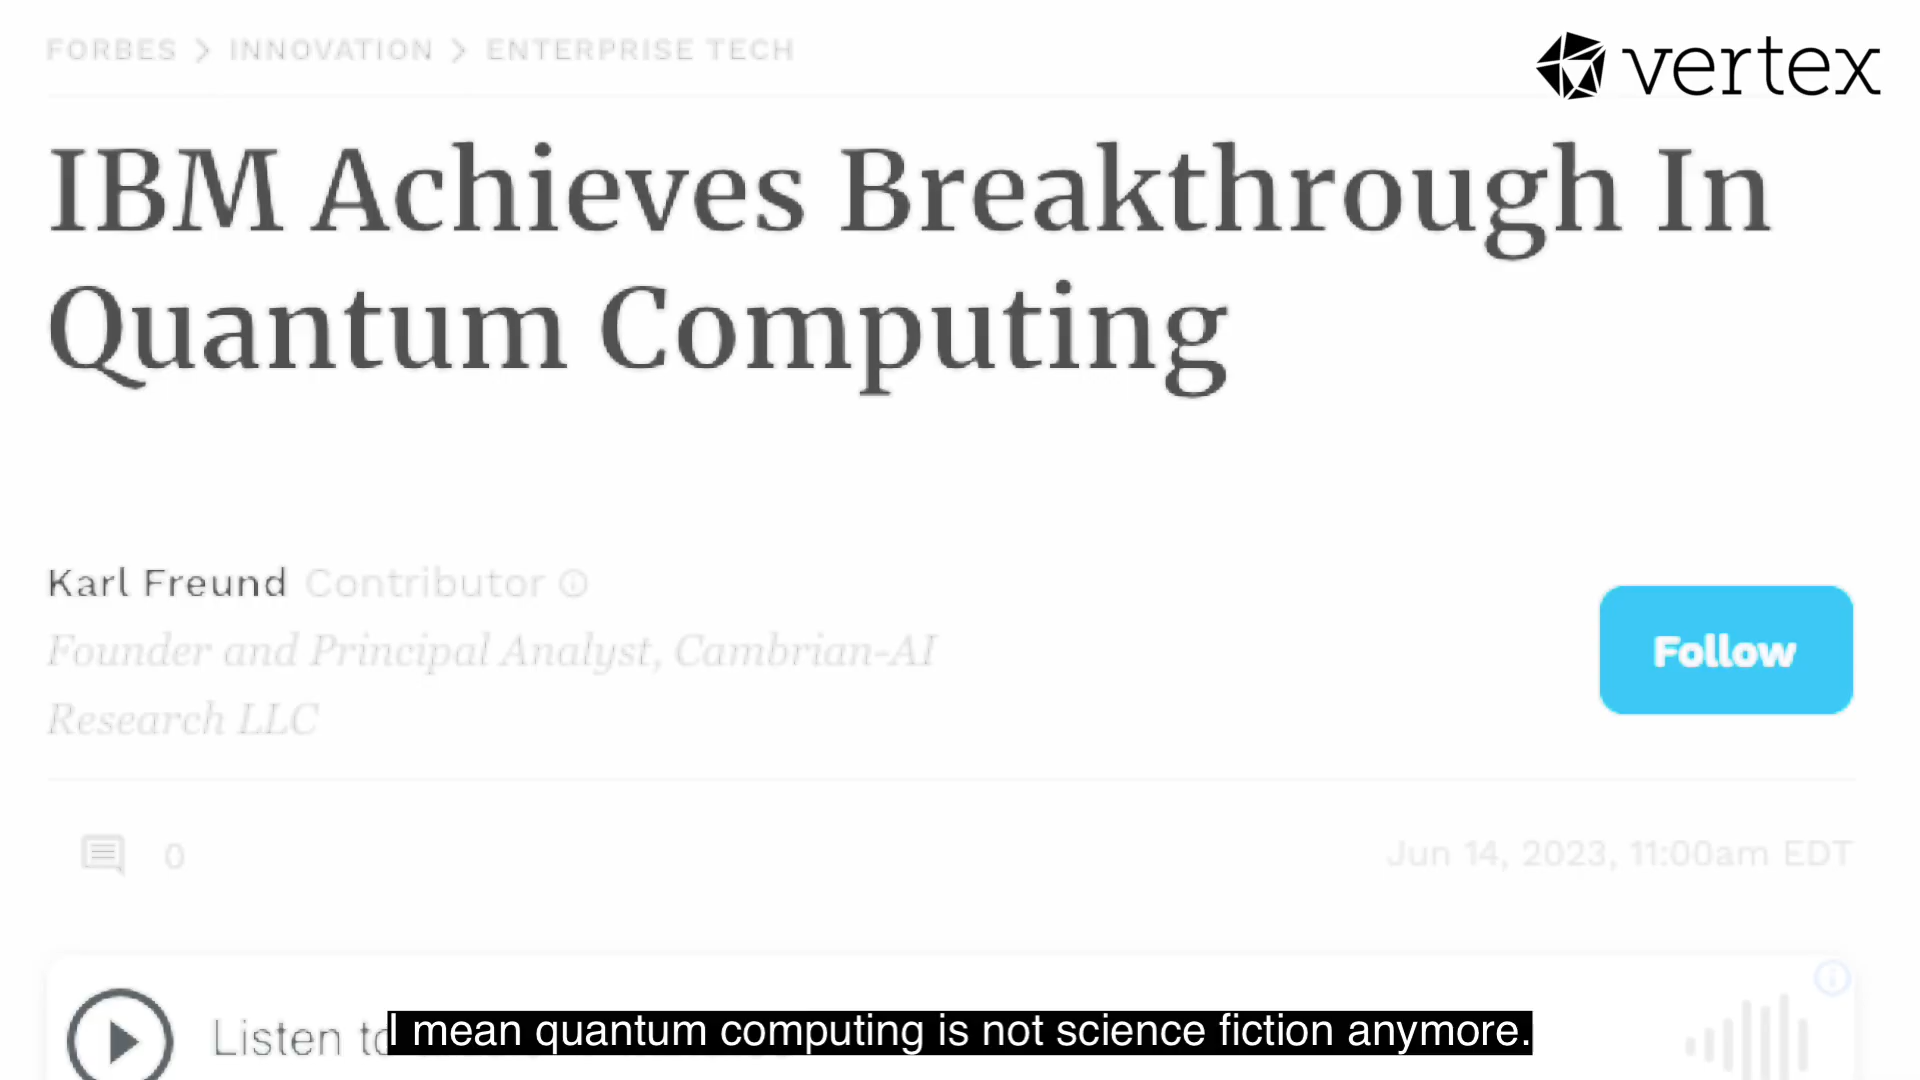 FORBES > INNOVATION > ENTERPRISE TECH
vertex
IBM Achieves Breakthrough In
Quantum Computing
Karl Freund Contributor
Founder and Principal Analyst, Cambrian-AI
Research LLC
Follow
0
Jun 14, 2023, 11:00am EDT
Listen to
I mean quantum computing is not science fiction anymore.